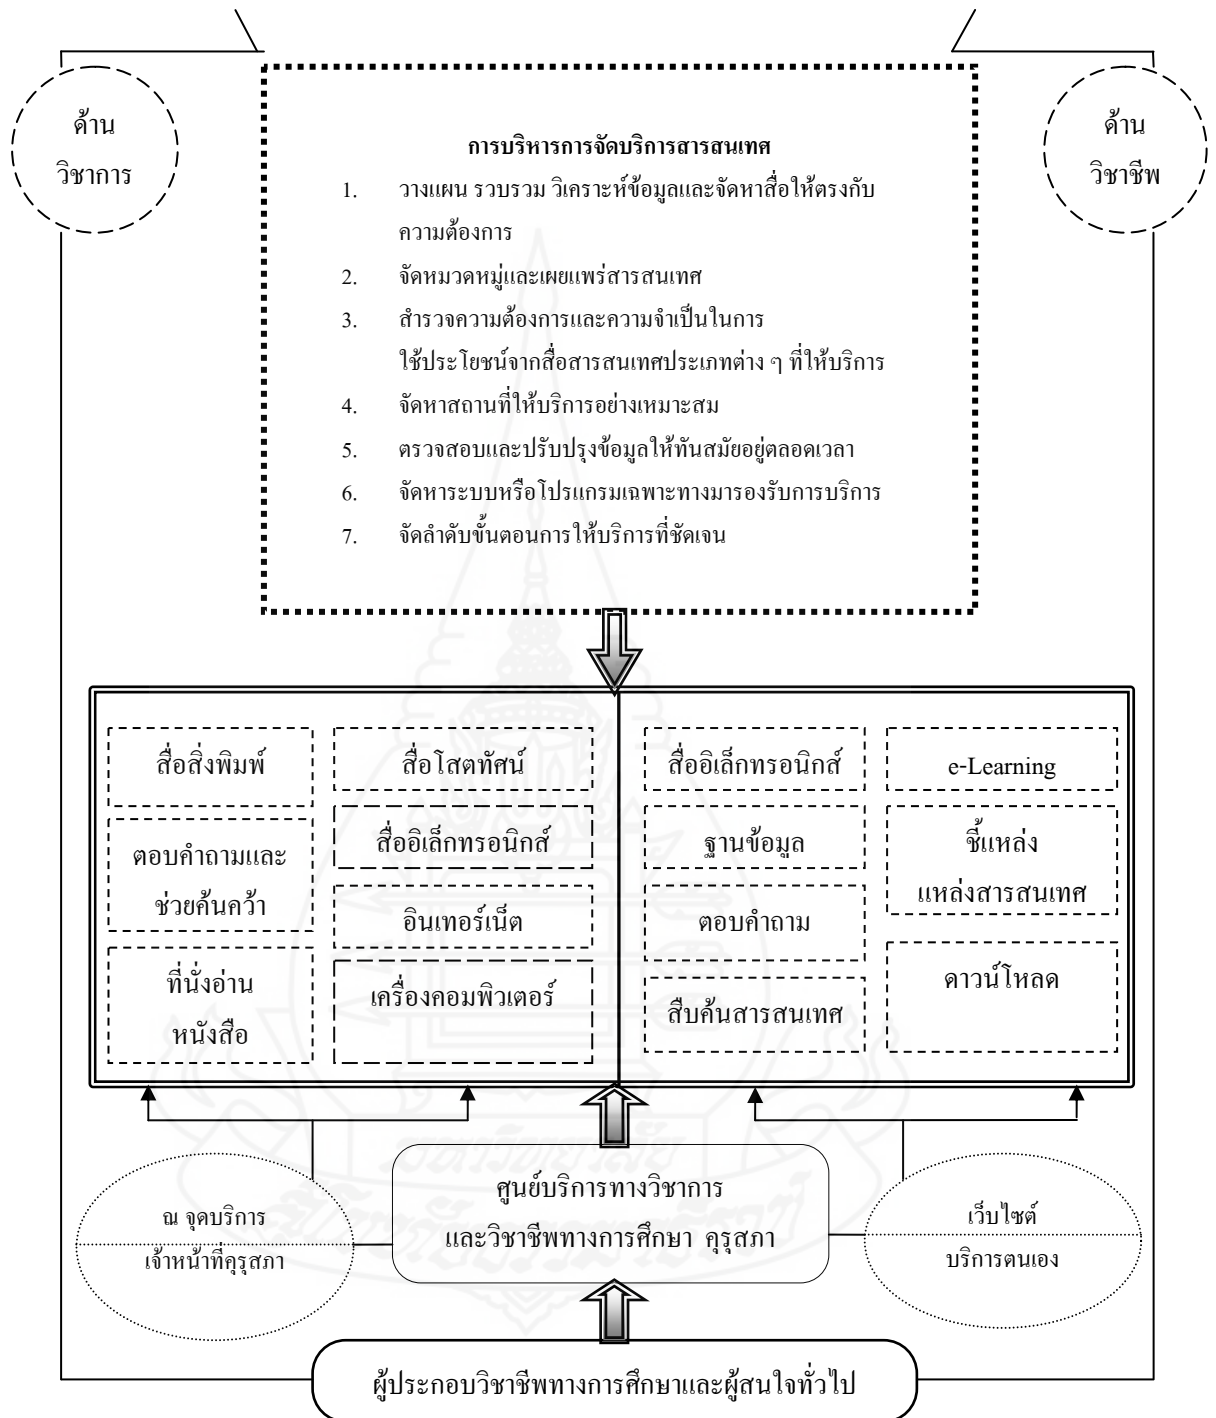 ด้าน
วิชาการ
ด้าน
วิชาชีพ
การบริหารการจัดบริการสารสนเทศ
1. วางแผน รวบรวม วิเคราะห์ข้อมูลและจัดหาสื่อให้ตรงกับ
ความต้องการ
2. จัดหมวดหมู่และเผยแพร่สารสนเทศ
3. สำรวจความต้องการและความจำเป็นในการ
ใช้ประโยชน์จากสื่อสารสนเทศประเภทต่าง ๆ ที่ให้บริการ
4. จัดหาสถานที่ให้บริการอย่างเหมาะสม
5. ตรวจสอบและปรับปรุงข้อมูลให้ทันสมัยอยู่ตลอดเวลา
6. จัดหาระบบหรือโปรแกรมเฉพาะทางมารองรับการบริการ
7. จัดลำดับขั้นตอนการให้บริการที่ชัดเจน
สื่อสิ่งพิมพ์
ตอบคำถามและ
ช่วยค้นคว้า
ที่นั่งอ่าน
หนังสือ
สื่อโสตทัศน์
สื่ออิเล็กทรอนิกส์
อินเทอร์เน็ต
เครื่องคอมพิวเตอร์
สื่ออิเล็กทรอนิกส์
ฐานข้อมูล
ตอบคำถาม
สืบค้นสารสนเทศ
e-Learning
ชี้แหล่ง
แหล่งสารสนเทศ
ดาวน์โหลด
ณ จุดบริการ
เจ้าหน้าที่คุรุสภา
ศูนย์บริการทางวิชาการ
และวิชาชีพทางการศึกษา คุรุสภา
เว็บไซต์
บริการตนเอง
ผู้ประกอบวิชาชีพทางการศึกษาและผู้สนใจทั่วไป